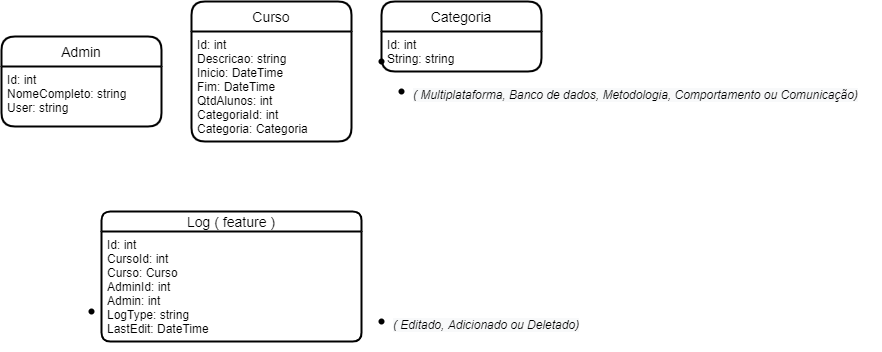 Admin
Id: int
NomeCompleto: string
User: string
Curso
Id: int
Descricao: string
Inicio: DateTime
Fim: DateTime
QtdAlunos: int
CategoriaId: int
Categoria: Categoria
Categoria
Id: int
String: string
( Multiplataforma, Banco de dados, Metodologia, Comportamento ou Comunicação)
Log ( feature )
Id: int
CursoId: int
Curso: Curso
AdminId: int
Admin: int
LogType: string
LastEdit: DateTime
( Editado, Adicionado ou Deletado)